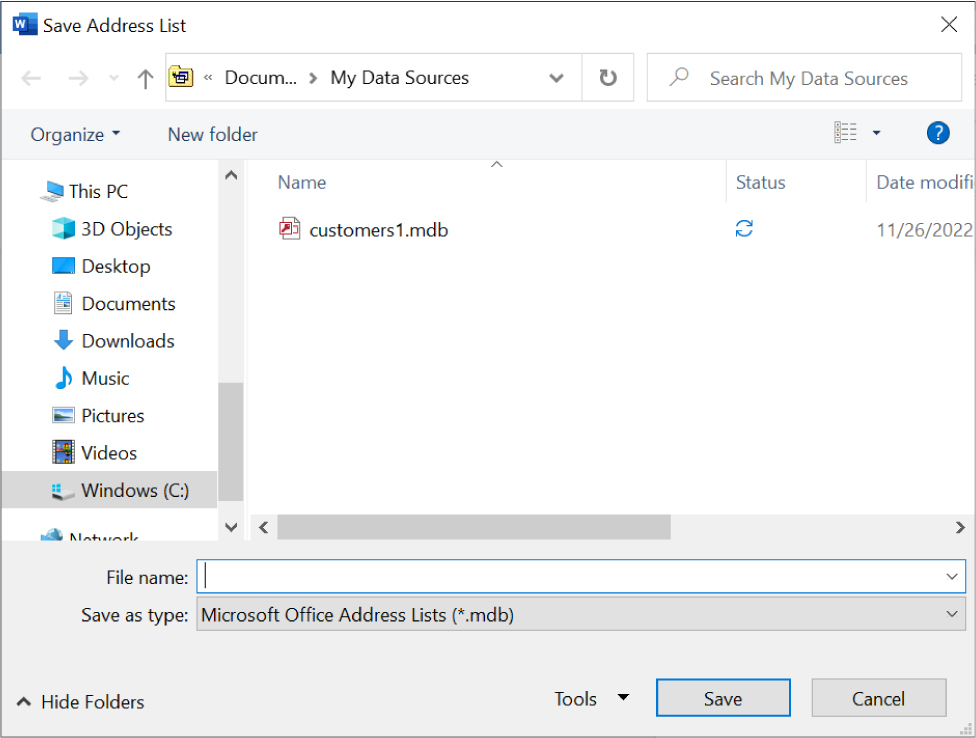 Save Address List
« Docum... > My Data Sources
Search My Data Sources
Organize
New folder
?
Name
Status
Date modifi
customers1.mdb
11/26/2022
This PC
3D Objects
Desktop
Documents
Downloads
Music
Pictures
Videos
Windows (C:)
Network
File name:
Save as type: Microsoft Office Address Lists (*.mdb)
Hide Folders
Tools
Save
Cancel